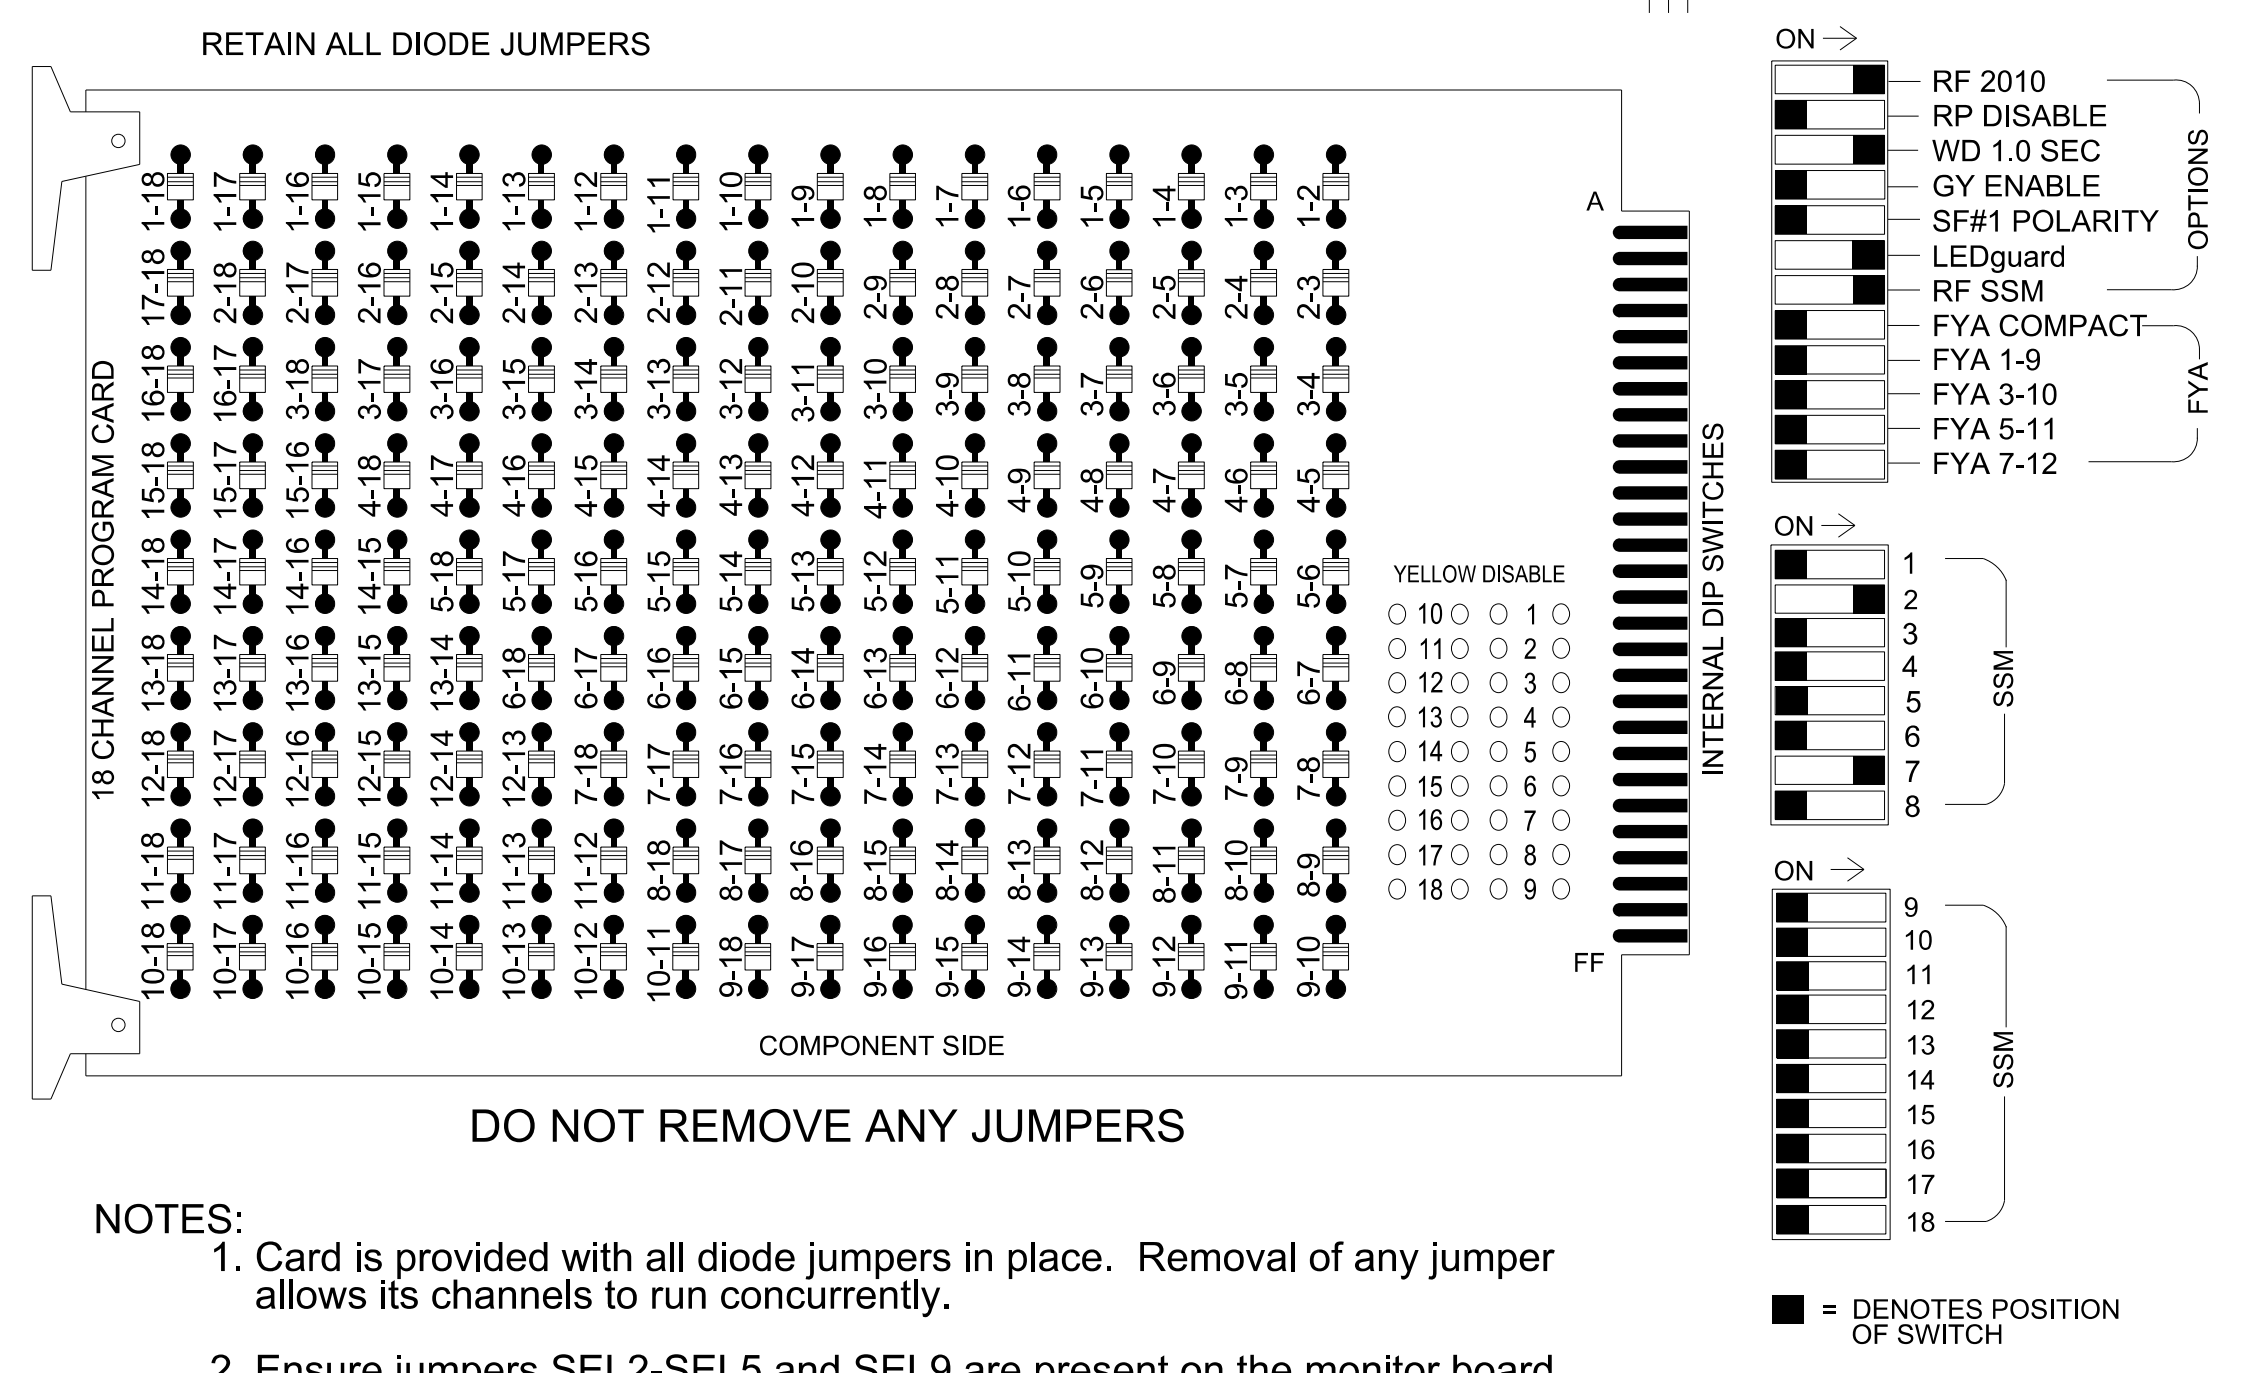 RETAIN ALL DIODE JUMPERS
18 CHANNEL PROGRAM CARD
1-18 1-17 1-16 1-15 1-14 1-13 1-12 1-11 1-10 1-9 1-8 1-7 1-6 1-5 1-4 1-3 1-2
17-18 2-18 2-17 2-16 2-15 2-14 2-13 2-12 2-11 2-10 2-9 2-8 2-7 2-6 2-5 2-4 2-3
16-18 16-17 3-18 3-17 3-16 3-15 3-14 3-13 3-12 3-11 3-10 3-9 3-8 3-7 3-6 3-5 3-4
15-18 15-17 15-16 4-18 4-17 4-16 4-15 4-14 4-13 4-12 4-11 4-10 4-9 4-8 4-7 4-6 4-5
14-18 14-17 14-16 14-15 5-18 5-17 5-16 5-15 5-14 5-13 5-12 5-11 5-10 5-9 5-8 5-7 5-6
13-18 13-17 13-16 13-15 13-14 6-18 6-17 6-16 6-15 6-14 6-13 6-12 6-11 6-10 6-9 6-8 6-7
12-18 12-17 12-16 12-15 12-14 12-13 7-18 7-17 7-16 7-15 7-14 7-13 7-12 7-11 7-10 7-9 7-8
11-18 11-17 11-16 11-15 11-14 11-13 11-12 8-18 8-17 8-16 8-15 8-14 8-13 8-12 8-11 8-10 8-9
10-18 10-17 10-16 10-15 10-14 10-13 10-12 10-11 9-18 9-17 9-16 9-15 9-14 9-13 9-12 9-11 9-10
A
YELLOW DISABLE
10 1
11 2
12 3
13 4
14 5
15 6
16 7
17 8
18 9
FF
COMPONENT SIDE
INTERNAL DIP SWITCHES
ON
RF 2010
RP DISABLE
WD 1.0 SEC
GY ENABLE
SF#1 POLARITY
LEDguard
RF SSM
OPTIONS
FYA COMPACT
FYA 1-9
FYA 3-10
FYA 5-11
FYA 7-12
FYA
ON
1
2
3
4
5
6
7
8
SSM
ON
9
10
11
12
13
14
15
16
17
18
SSM
= DENOTES POSITION
OF SWITCH
DO NOT REMOVE ANY JUMPERS
NOTES:
1. Card is provided with all diode jumpers in place. Removal of any jumper
allows its channels to run concurrently.
2. Ensure jumpers SEL2-SEL5 and SEL9 are present on the monitor board.